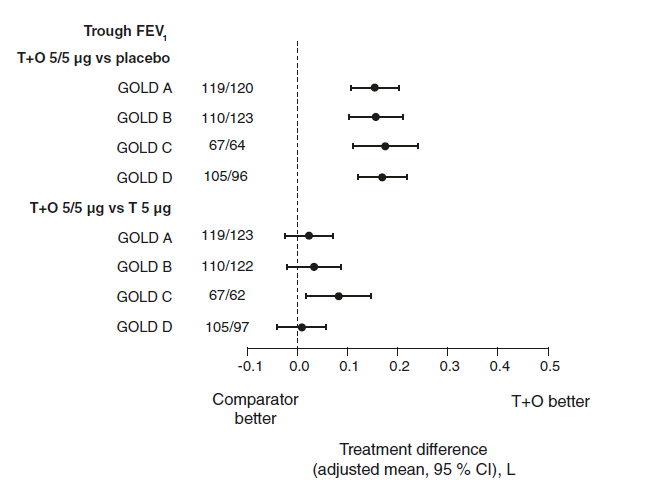 Trough FEV1
T+O 5/5 µg vs placebo
GOLD A 119/120
GOLD B 110/123
GOLD C 67/64
GOLD D 105/96
T+O 5/5 µg vs T 5 µg
GOLD A 119/123
GOLD B 110/122
GOLD C 67/62
GOLD D 105/97
-0.1 0.0 0.1 0.2 0.3 0.4 0.5
Comparator
better
T+O better
Treatment difference
(adjusted mean, 95 % CI), L